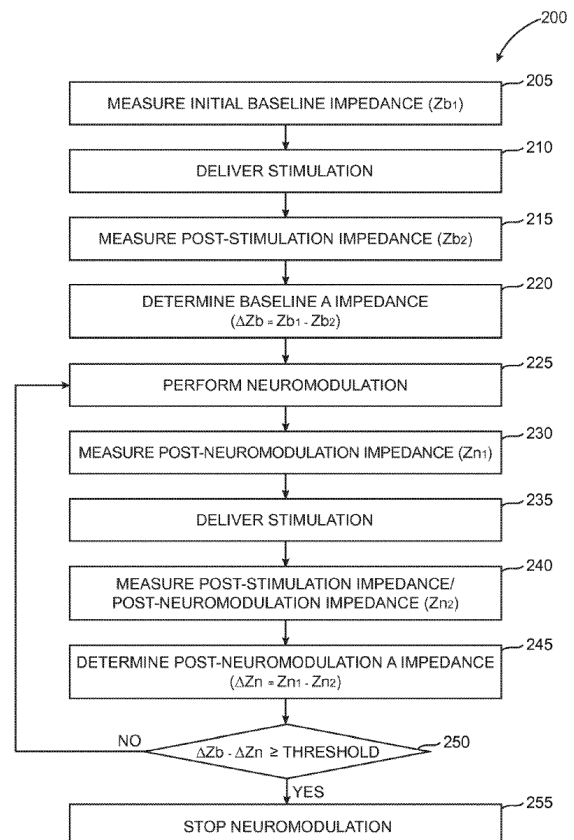 200
205
MEASURE INITIAL BASELINE IMPEDANCE (Zb1)
210
DELIVER STIMULATION
215
MEASURE POST-STIMULATION IMPEDANCE (Zb2)
220
DETERMINE BASELINE A IMPEDANCE
(ΔZb = Zb1 - Zb2)
225
PERFORM NEUROMODULATION
230
MEASURE POST-NEUROMODULATION IMPEDANCE (Zn1)
235
DELIVER STIMULATION
240
MEASURE POST-STIMULATION IMPEDANCE/
POST-NEUROMODULATION IMPEDANCE (Zn2)
245
DETERMINE POST-NEUROMODULATION A IMPEDANCE
(ΔZn = Zn1 - Zn2)
250
NO
ΔZb - ΔZn ≥ THRESHOLD
YES
255
STOP NEUROMODULATION